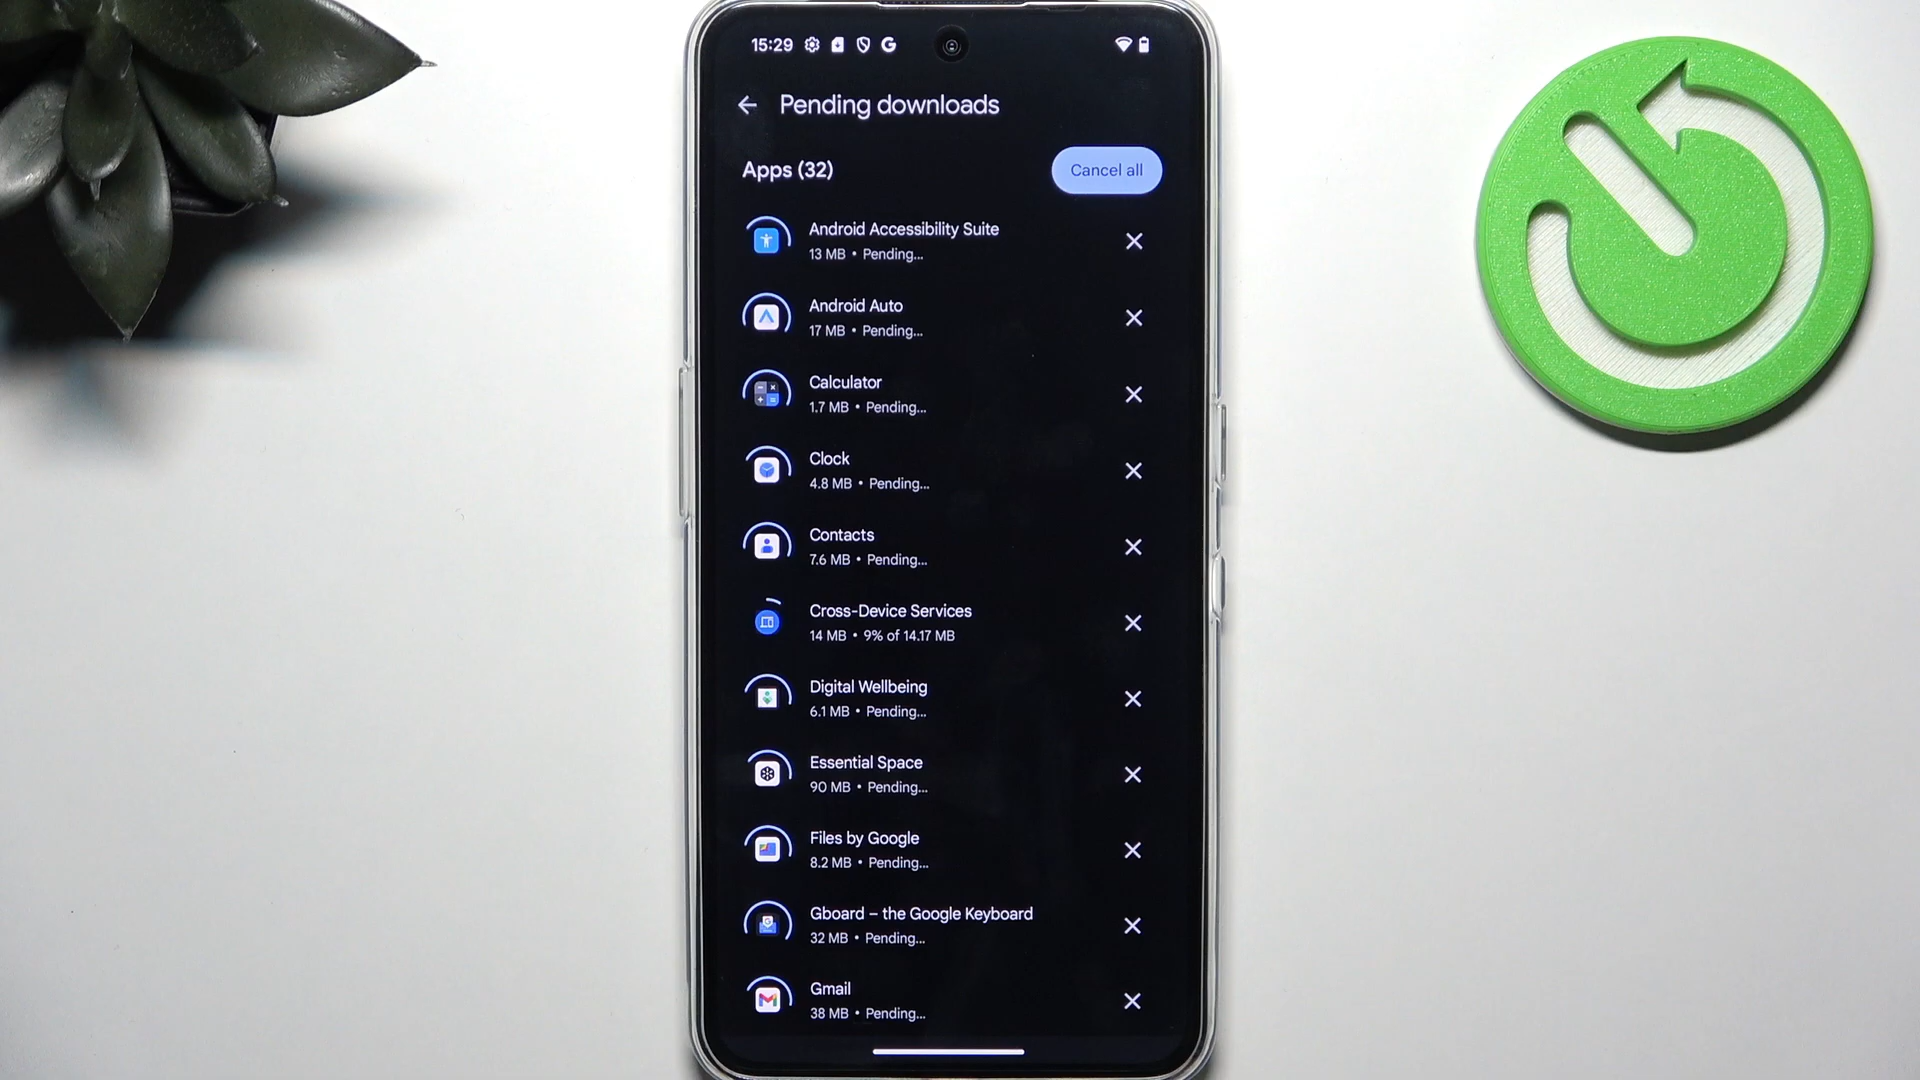 15:29
Pending downloads
Apps (32)
Cancel all
Android Accessibility Suite
13 MB • Pending...
Android Auto
17 MB • Pending...
Calculator
1.7 MB • Pending...
Clock
4.8 MB • Pending...
Contacts
7.6 MB • Pending...
Cross-Device Services
14 MB • 9% of 14.17 MB
Digital Wellbeing
6.1 MB • Pending...
Essential Space
90 MB • Pending...
Files by Google
8.2 MB • Pending...
Gboard – the Google Keyboard
32 MB • Pending...
Gmail
38 MB • Pending...